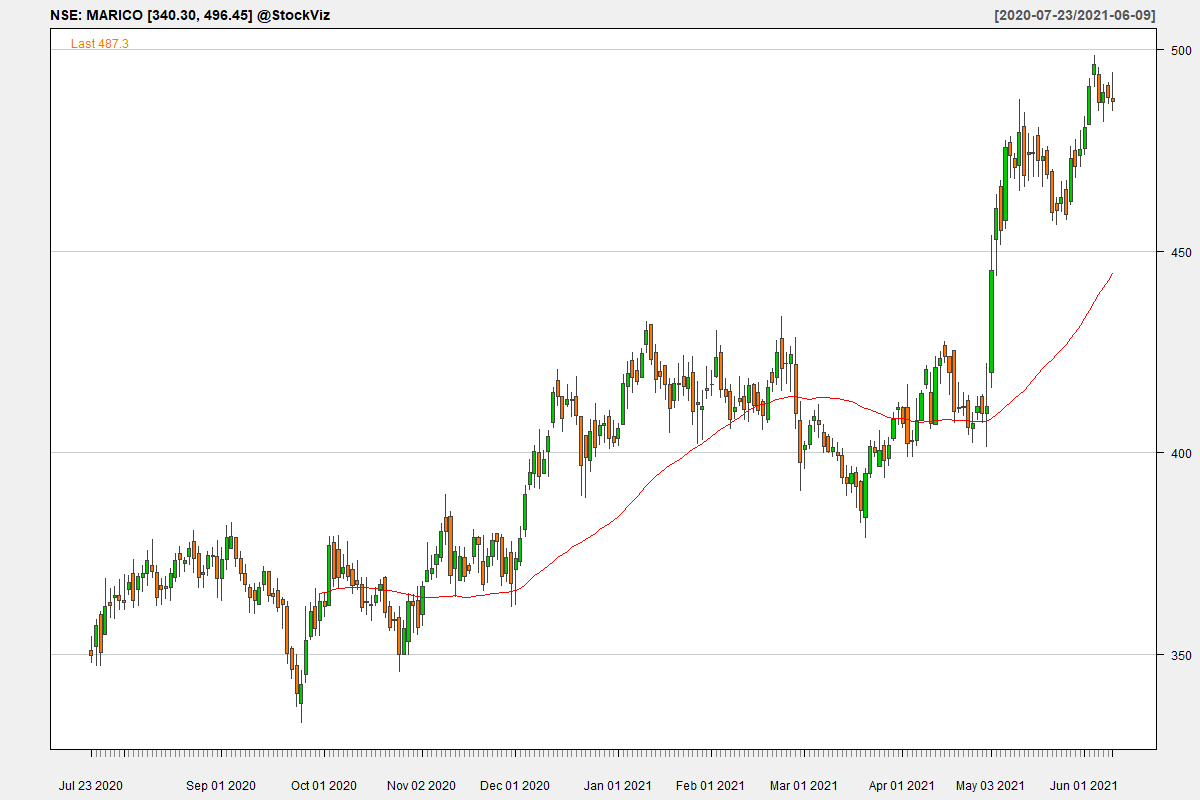 NSE: MARICO [340.30, 496.45] @StockViz
[2020-07-23/2021-06-09]
Last 487.3
500
450
400
350
Jul 23 2020
Sep 01 2020
Oct 01 2020
Nov 02 2020
Dec 01 2020
Jan 01 2021
Feb 01 2021
Mar 01 2021
Apr 01 2021
May 03 2021
Jun 01 2021